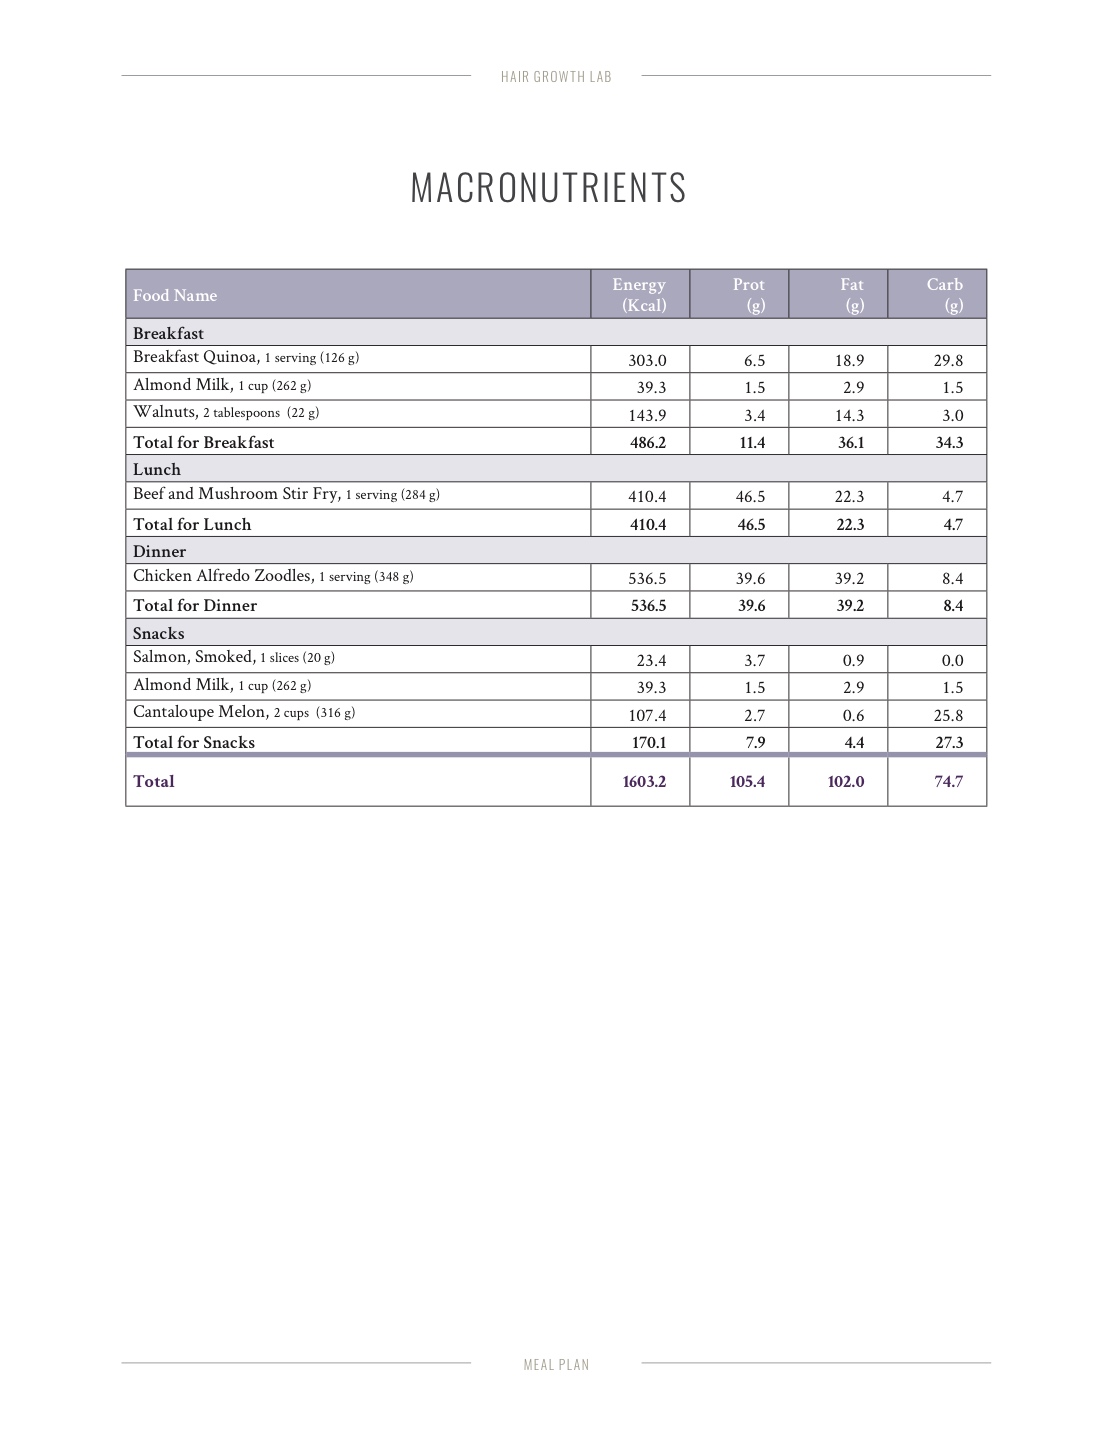 HAIR GROWTH LAB
MACRONUTRIENTS
Food Name Energy (Kcal) Prot (g) Fat (g) Carb (g)
Breakfast
Breakfast Quinoa, 1 serving (126 g) 303.0 6.5 18.9 29.8
Almond Milk, 1 cup (262 g) 39.3 1.5 2.9 1.5
Walnuts, 2 tablespoons (22 g) 143.9 3.4 14.3 3.0
Total for Breakfast 486.2 11.4 36.1 34.3
Lunch
Beef and Mushroom Stir Fry, 1 serving (284 g) 410.4 46.5 22.3 4.7
Total for Lunch 410.4 46.5 22.3 4.7
Dinner
Chicken Alfredo Zoodles, 1 serving (348 g) 536.5 39.6 39.2 8.4
Total for Dinner 536.5 39.6 39.2 8.4
Snacks
Salmon, Smoked, 1 slices (20 g) 23.4 3.7 0.9 0.0
Almond Milk, 1 cup (262 g) 39.3 1.5 2.9 1.5
Cantaloupe Melon, 2 cups (316 g) 107.4 2.7 0.6 25.8
Total for Snacks 170.1 7.9 4.4 27.3
Total 1603.2 105.4 102.0 74.7
MEAL PLAN